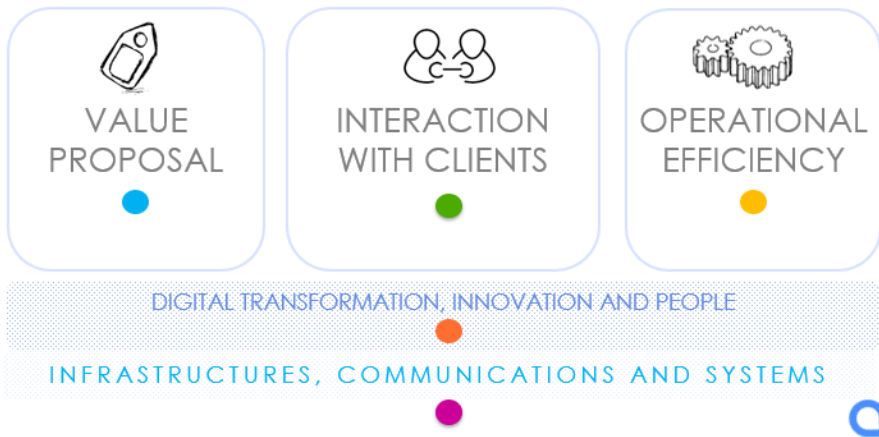 VALUE
PROPOSAL
INTERACTION
WITH CLIENTS
OPERATIONAL
EFFICIENCY
DIGITAL TRANSFORMATION, INNOVATION AND PEOPLE
INFRASTRUCTURES, COMMUNICATIONS AND SYSTEMS